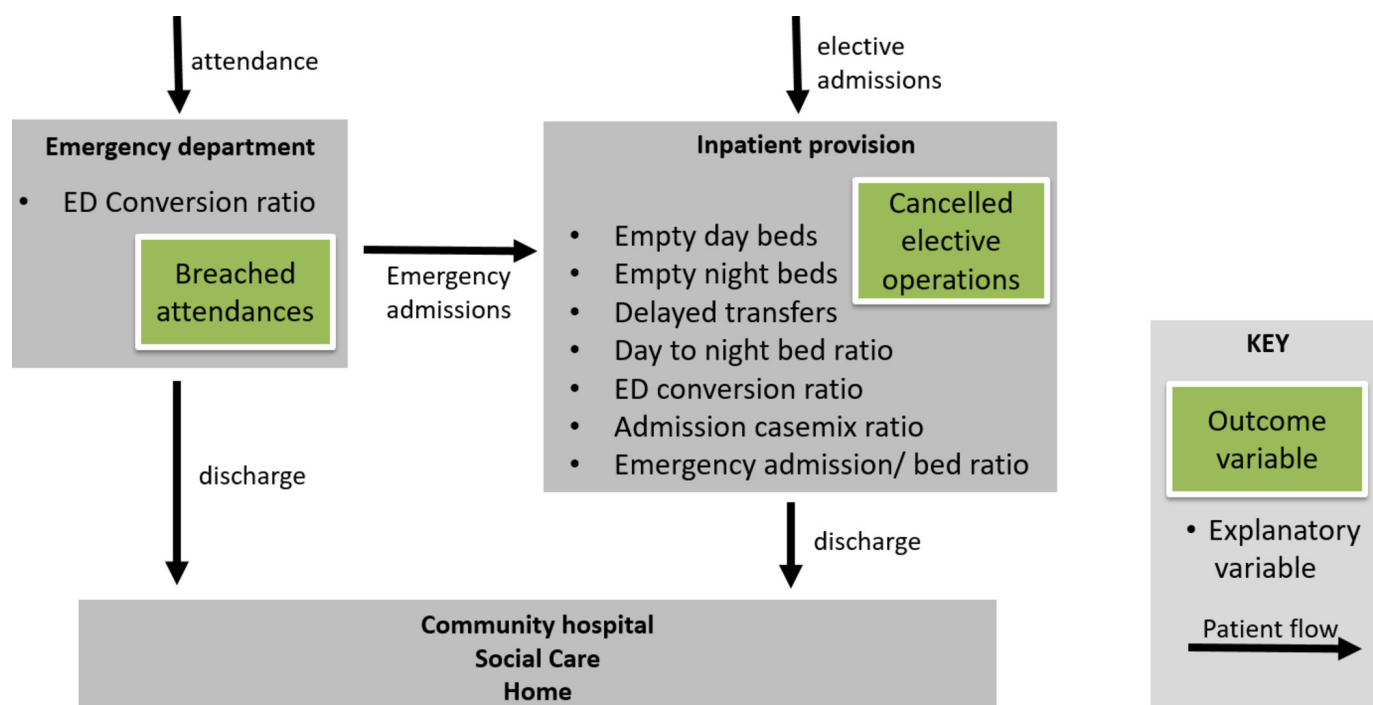 attendance
elective
admissions
Emergency department
• ED Conversion ratio
Breached
attendances
Emergency
admissions
Inpatient provision
Cancelled
elective
operations
• Empty day beds
• Empty night beds
• Delayed transfers
• Day to night bed ratio
• ED conversion ratio
• Admission casemix ratio
• Emergency admission/ bed ratio
discharge
discharge
Community hospital
Social Care
Home
KEY
Outcome
variable
• Explanatory
variable
Patient flow